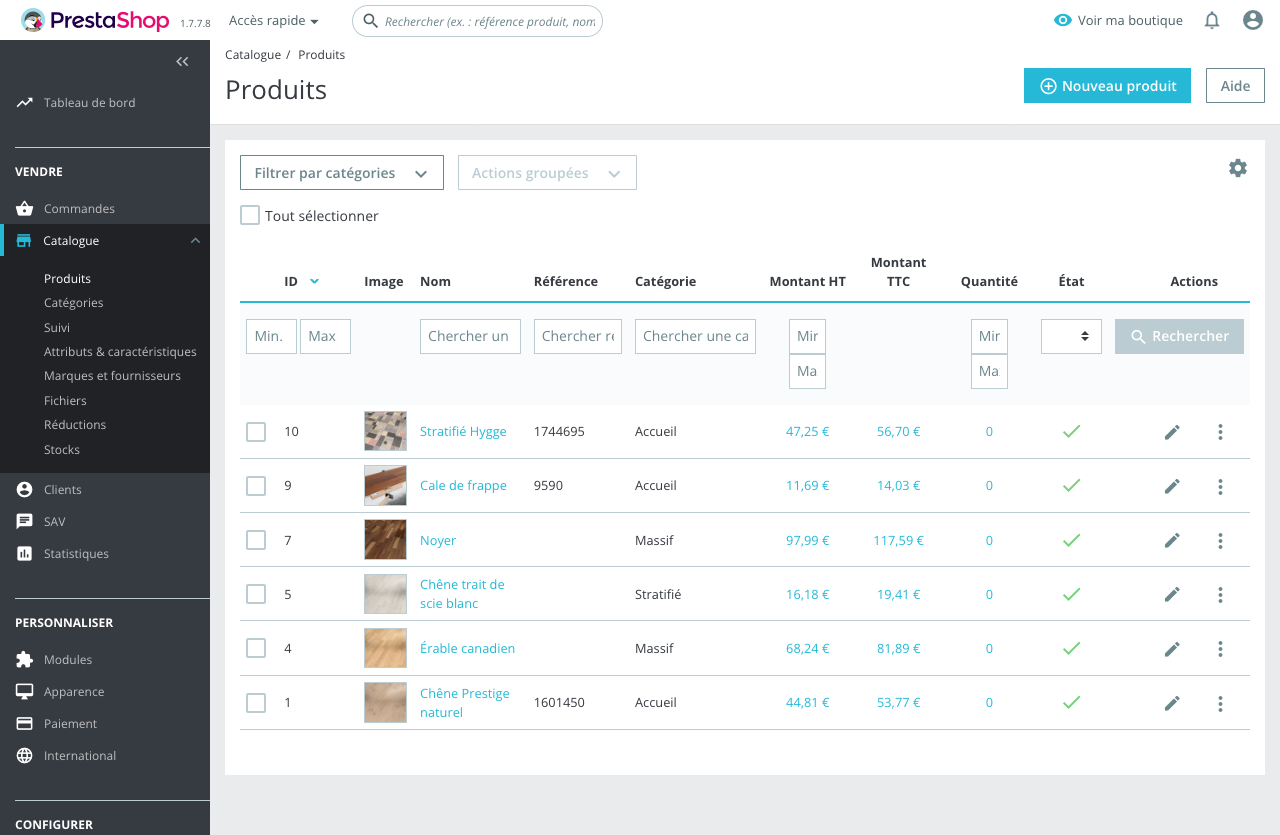 PrestaShop 1.7.7.8 Accès rapide Rechercher (ex. : référence produit, nom Voir ma boutique
Catalogue / Produits
Produits
Nouveau produit Aide
Tableau de bord
VENDRE
Commandes
Catalogue
Produits
Catégories
Suivi
Attributs & caractéristiques
Marques et fournisseurs
Fichiers
Réductions
Stocks
Clients
SAV
Statistiques
PERSONNALISER
Modules
Apparence
Paiement
International
CONFIGURER
Filtrer par catégories Actions groupées
Tout sélectionner
ID Image Nom Référence Catégorie Montant HT Montant TTC Quantité État Actions
Min. Max Chercher un Chercher re Chercher une ca Min Min Rechercher
Ma Ma
10 Stratifié Hygge 1744695 Accueil 47,25 € 56,70 € 0
9 Cale de frappe 9590 Accueil 11,69 € 14,03 € 0
7 Noyer Massif 97,99 € 117,59 € 0
5 Chêne trait de scie blanc Stratifié 16,18 € 19,41 € 0
4 Érable canadien Massif 68,24 € 81,89 € 0
1 Chêne Prestige naturel 1601450 Accueil 44,81 € 53,77 € 0